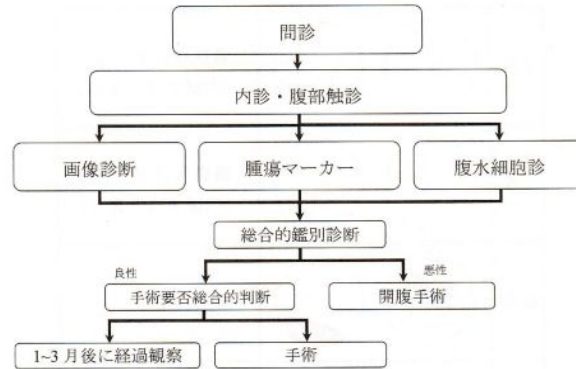 間診
内診・腹部触診
画像診断
腫瘍マーカー
腹水細胞診
総合的鑑別診断
良性
悪性
手術要否総合的判断
開腹手術
1~3 月後に経過観察
手術